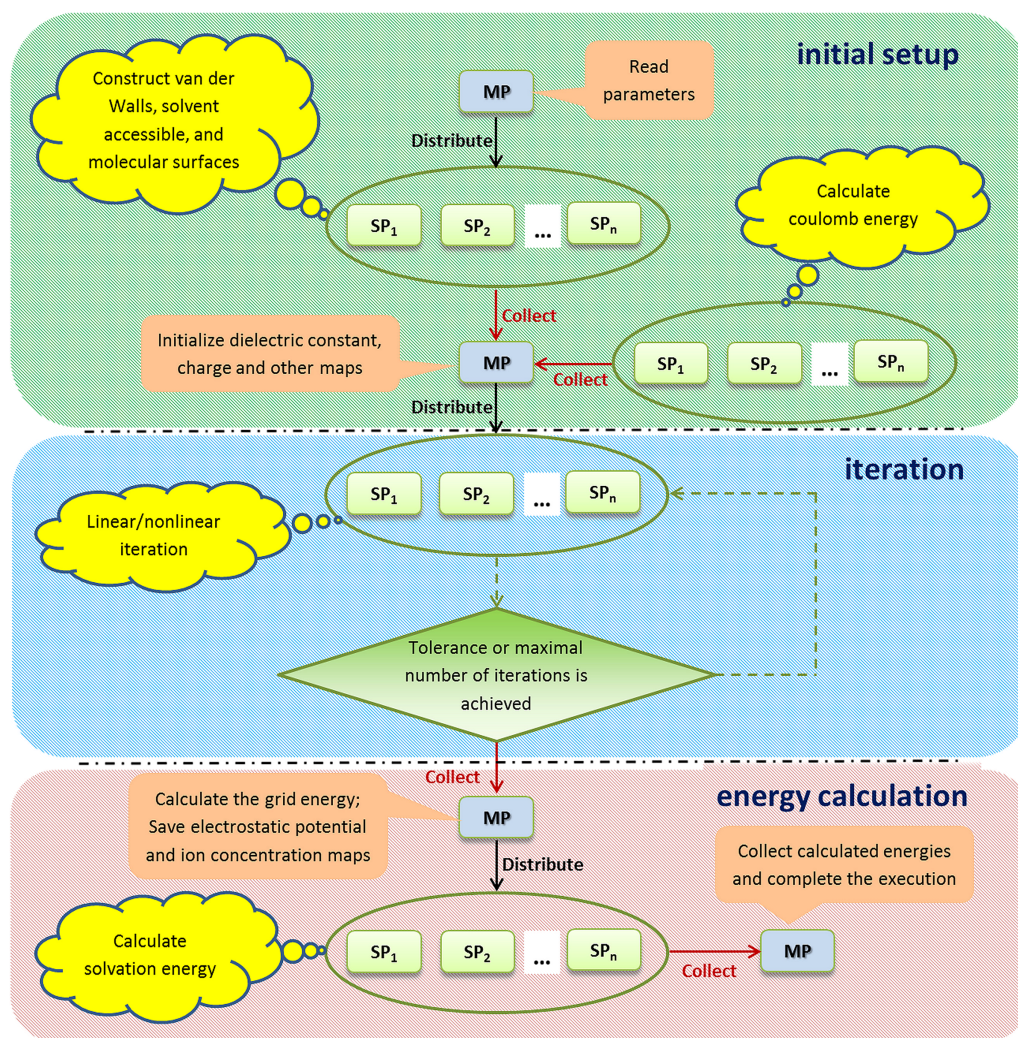 initial setup
Construct van der
Walls, solvent
accessible, and
molecular surfaces
MP
Read
parameters
Distribute
SP1 SP2 ... SPn
Calculate
coulomb energy
Collect
Initialize dielectric constant,
charge and other maps
MP
Collect
SP1 SP2 ... SPn
Distribute
iteration
SP1 SP2 ... SPn
Linear/nonlinear
iteration
Tolerance or maximal
number of iterations is
achieved
Collect
energy calculation
Calculate the grid energy;
Save electrostatic potential
and ion concentration maps
MP
Distribute
Collect calculated energies
and complete the execution
Calculate
solvation energy
SP1 SP2 ... SPn
Collect
MP